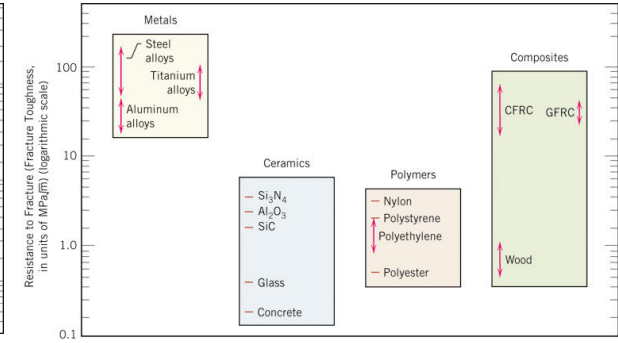 Resistance to Fracture (Fracture Toughness,
in units of MPa√m) (logarithmic scale)
100
10
1.0
0.1
Metals
Steel
alloys
Titanium
alloys
Aluminum
alloys
Ceramics
Si₃N₄
Al₂O₃
SiC
Glass
Concrete
Polymers
Nylon
Polystyrene
Polyethylene
Polyester
Composites
CFRC
GFRC
Wood